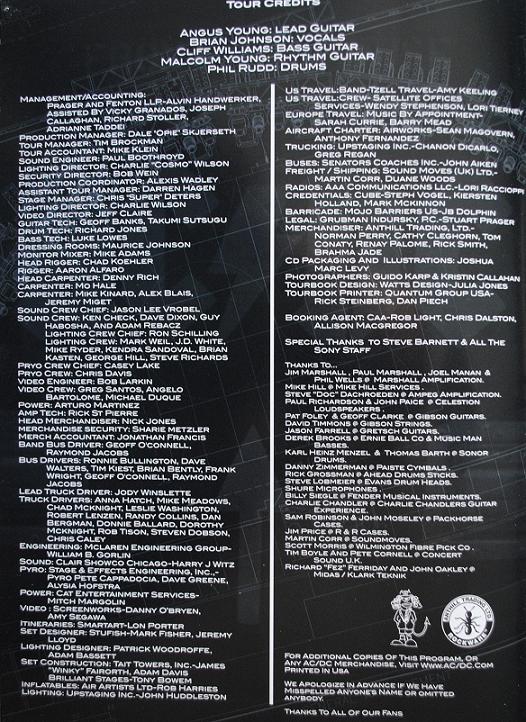 TOUR CREDITS
ANGUS YOUNG: LEAD GUITAR
BRIAN JOHNSON: VOCALS
CLIFF WILLIAMS: BASS GUITAR
MALCOLM YOUNG: RHYTHM GUITAR
PHIL RUDD: DRUMS
MANAGEMENT/ACCOUNTING:
PRAGER AND FENTON LLP-ALVIN HANDWERKER,
ASSISTED BY VICKY GRANADOS, JOSEPH
CALLAGHAN, RICHARD STOLLER,
ADRIANNE TADDEI
PRODUCTION MANAGER: DALE 'OPIE' SKJERSETH
TOUR MANAGER: TIM BROCKMAN
TOUR ACCOUNTANT: MIKE KLEIN
SOUND ENGINEER: PAUL BOOTHROYD
LIGHTING DIRECTOR: CHARLIE "COSMO" WILSON
SECURITY DIRECTOR: BOB WEIN
PRODUCTION COORDINATOR: ALEXIS WADLEY
ASSISTANT TOUR MANAGER: DARREN HAGEN
STAGE MANAGER: CHRIS 'SUPER' DETERS
LIGHTING DIRECTOR: CHARLIE WILSON
VIDEO DIRECTOR: JEFF CLAIRE
GUITAR TECH: GEOFF BANKS, TAKUMI SUTSUGU
DRUM TECH: RICHARD JONES
BASS TECH: LUKE LOWES
DRESSING ROOMS: MAURICE JOHNSON
MONITOR MIXER: MIKE ADAMS
HEAD RIGGER: CHAD KOEHLER
RIGGER: AARON ALFARO
HEAD CARPENTER: DENNY RICH
CARPENTER: MO HALE
CARPENTER: MIKE KINARD, ALEX BLAIS,
JEREMY MIGET
SOUND CREW CHIEF: JASON LEE VROBEL
SOUND CREW: KEN CHECK, DAVE DIXON, GUY
HABOSHA, AND ADAM REBACZ
LIGHTING CREW CHIEF: RON SCHILLING
LIGHTING CREW: MARK WEIL, J.D. WHITE,
MIKE RYDER, KENDRA SANDOVAL, BRIAN
KASTEN, GEORGE HILL, STEVE RICHARDS
PRYO CREW CHIEF: CASEY LAKE
PRYO CREW: CHRIS DAVIS
VIDEO ENGINEER: BOB LARKIN
VIDEO CREW: GREG SANTOS, ANGELO
BARTOLOME, MICHAEL DUQUE
POWER: ARTURO MARTINEZ
AMP TECH: RICK ST PIERRE
HEAD MERCHANDISER: NICK JONES
MERCHANDISE SECURITY: SHARIE METZLER
MERCH ACCOUNTANT: JONATHAN FRANCIS
BAND BUS DRIVER: GEOFF O'CONNELL,
RAYMOND JACOBS
BUS DRIVERS: RONNIE BULLINGTON, DAVE
WALTERS, TIM KIEST, BRIAN BENTLY, FRANK
WRIGHT, GEOFF O'CONNELL, RAYMOND
JACOBS
LEAD TRUCK DRIVER: JODY WINSLETTE
TRUCK DRIVERS: ANNA HATCH, MIKE MEADOWS,
CHAD MCKNIGHT, LESLIE WASHINGTON,
ROBERT LENZEN, RANDY COLLINS, DAN
BERGMAN, DONNIE BALLARD, DOROTHY
MCKNIGHT, ROB TISON, STEVEN DOBSON,
CHRIS CALEY
ENGINEERING: MCLAREN ENGINEERING GROUP-
WILLIAM B. GORLIN
SOUND: CLAIR SHOWCO CHICAGO-HARRY J WITZ
PYRO: STAGE & EFFECTS ENGINEERING, INC.,-
PYRO PETE CAPPADOCIA, DAVE GREENE,
ALYSIA HOFSTRA
POWER: CAT ENTERTAINMENT SERVICES-
MITCH MARGOLIN
VIDEO : SCREENWORKS-DANNY O'BRYEN,
AMY SEGAWA
ITINERARIES: SMARTART-LON PORTER
SET DESIGNER: STUFISH-MARK FISHER, JEREMY
LLOYD
LIGHTING DESIGNER: PATRICK WOODROFFE,
ADAM BASSETT
SET CONSTRUCTION: TAIT TOWERS, INC.-JAMES
"WINKY" FAIRORTH, ADAM DAVIS
BRILLIANT STAGES-TONY BOWEM
INFLATABLES: AIR ARTISTS LTD-ROB HARRIES
LIGHTING: UPSTAGING INC.-JOHN HUDDLESTON
US TRAVEL:BAND-TZELL TRAVEL-AMY KEELING
US TRAVEL:CREW- SATELITE OFFICES
SERVICES-WENDY STEPHENSON, LORI TIERNEY
EUROPE TRAVEL: MUSIC BY APPOINTMENT-
SARAH CURRIE, BARRY MEAD
AIRCRAFT CHARTER: AIRWORKS-SEAN MAGOVERN,
ANTHONY FERNANDEZ
TRUCKING: UPSTAGING INC.-CHANON DICARLO,
GREG REGAN
BUSES: SENATORS COACHES INC.-JOHN AIKEN
FREIGHT / SHIPPING: SOUND MOVES (UK) LTD.-
MARTIN CORR, DUANE WOODS
RADIOS: AAA COMMUNICATIONS LLC.-LORI RACCIOPPI
CREDENTIALS: CUBE-STEPH VOGEL, KIERSTEN
HOLLAND, MARK MCKINNON
BARRICADE: MOJO BARRIERS US-JB DOLPHIN
LEGAL: GRUBMAN INDURSKY, P.C.-STUART PRAGER
MERCHANDISER: ANTHILL TRADING LTD.-
NORMAN PERRY, CATHY CLEGHORN, TOM
CONATY, RENAY PALOME, RICK SMITH,
BRAHMA JADE
CD PACKAGING AND ILLUSTRATIONS: JOSHUA
MARC LEVY
PHOTOGRAPHERS: GUIDO KARP & KRISTIN CALLAHAN
TOURBOOK DESIGN: WATTS DESIGN-JULIA JONES
TOURBOOK PRINTER: QUANTUM GROUP USA-
RICK STEINBERG, DAN PIECH
BOOKING AGENT: CAA-ROB LIGHT, CHRIS DALSTON,
ALLISON MACGREGOR
SPECIAL THANKS TO STEVE BARNETT & ALL THE
SONY STAFF
THANKS TO...
JIM MARSHALL , PAUL MARSHALL , JOEL MANAN &
PHIL WELLS @ MARSHALL AMPLIFICATION.
MIKE HILL @ MIKE HILL SERVICES.
STEVE "DOC" DACHROEDEN @ AMPEG AMPLIFICATION.
PAUL RICHARDSON & JOHN PAICE @ CELESTION
LOUDSPEAKERS .
PAT FOLEY & GEOFF CLARKE @ GIBSON GUITARS.
DAVID TIMMONS @ GIBSON STRINGS.
JASON FARRELL @ GRETSCH GUITARS.
DEREK BROOKS @ ERNIE BALL CO & MUSIC MAN
BASSES.
KARL HEINZ MENZEL & THOMAS BARTH @ SONOR
DRUMS.
DANNY ZIMMERMAN @ PAISTE CYMBALS .
RICK GROSSMAN @ AHEAD DRUM STICKS.
STEVE LOBMEIER @ EVANS DRUM HEADS.
SHURE MICROPHONES .
BILLY SIEGLE @ FENDER MUSICAL INSTRUMENTS.
CHARLIE CHANDLER @ CHARLIE CHANDLERS GUITAR
EXPERIENCE.
SAM ROBINSON & JOHN MOSELEY @ PACKHORSE
CASES.
JIM PRICE @ R & R CASES.
MARTIN CORR @ SOUNDMOVES.
SCOTT MORRIS @ WILMINGTON FIBRE PICK CO .
TIM BOYLE AND PETE CORNELL @ CONCERT
SOUND U.K.
RICHARD "FEZ" FERRIDAY AND JOHN OAKLEY @
MIDAS / KLARK TEKNIK
ANTHILL TRADING LTD
ROCKWARE
FOR ADDITIONAL COPIES OF THIS PROGRAM, OR
ANY AC/DC MERCHANDISE, VISIT WWW.AC/DC.COM
PRINTED IN THE USA
WE APOLOGIZE IN ADVANCE IF WE HAVE
MISSPELLED ANYONE'S NAME OR OMITTED
ANYBODY.
THANKS TO ALL OF OUR FANS